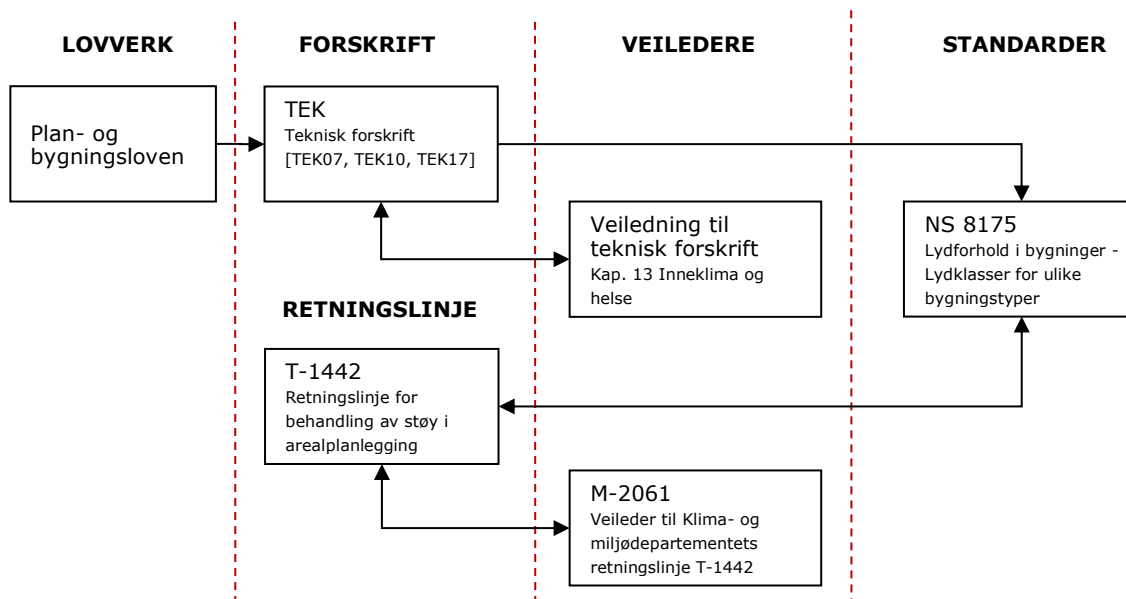 LOVVERK
FORSKRIFT
VEILEDERE
STANDARDER
Plan- og
bygningsloven
TEK
Teknisk forskrift
[TEK07, TEK10, TEK17]
Veiledning til
teknisk forskrift
Kap. 13 Inneklima og
helse
NS 8175
Lydforhold i bygninger -
Lydklasser for ulike
bygningstyper
RETNINGSLINJE
T-1442
Retningslinje for
behandling av støy i
arealplanlegging
M-2061
Veileder til Klima- og
miljødepartementets
retningslinje T-1442